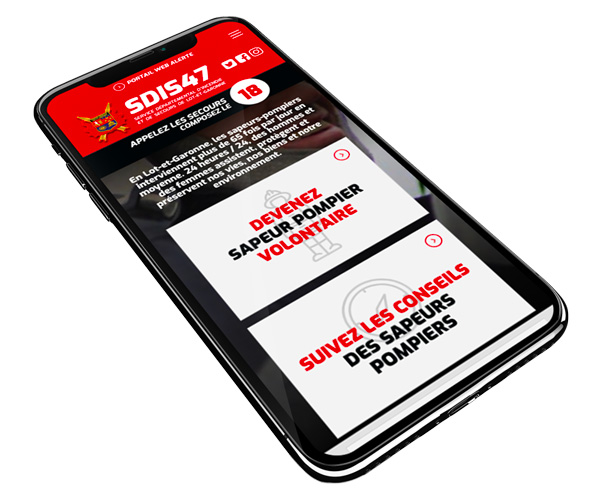 PORTAIL WEB ALERTE
SDIS47
SERVICE DÉPARTEMENTAL D'INCENDIE
ET DE SECOURS DE LOT-ET-GARONNE
APPELEZ LES SECOURS
COMPOSEZ LE
18
En Lot-et-Garonne, les sapeurs-pompiers
interviennent plus de 65 fois par jour en
moyenne. 24 heures / 24, des hommes et
des femmes assistent, protègent et
préservent nos vies, nos biens et notre
environnement.
DEVENEZ
SAPEUR POMPIER
VOLONTAIRE
SUIVEZ LES CONSEILS
DES SAPEURS
POMPIERS